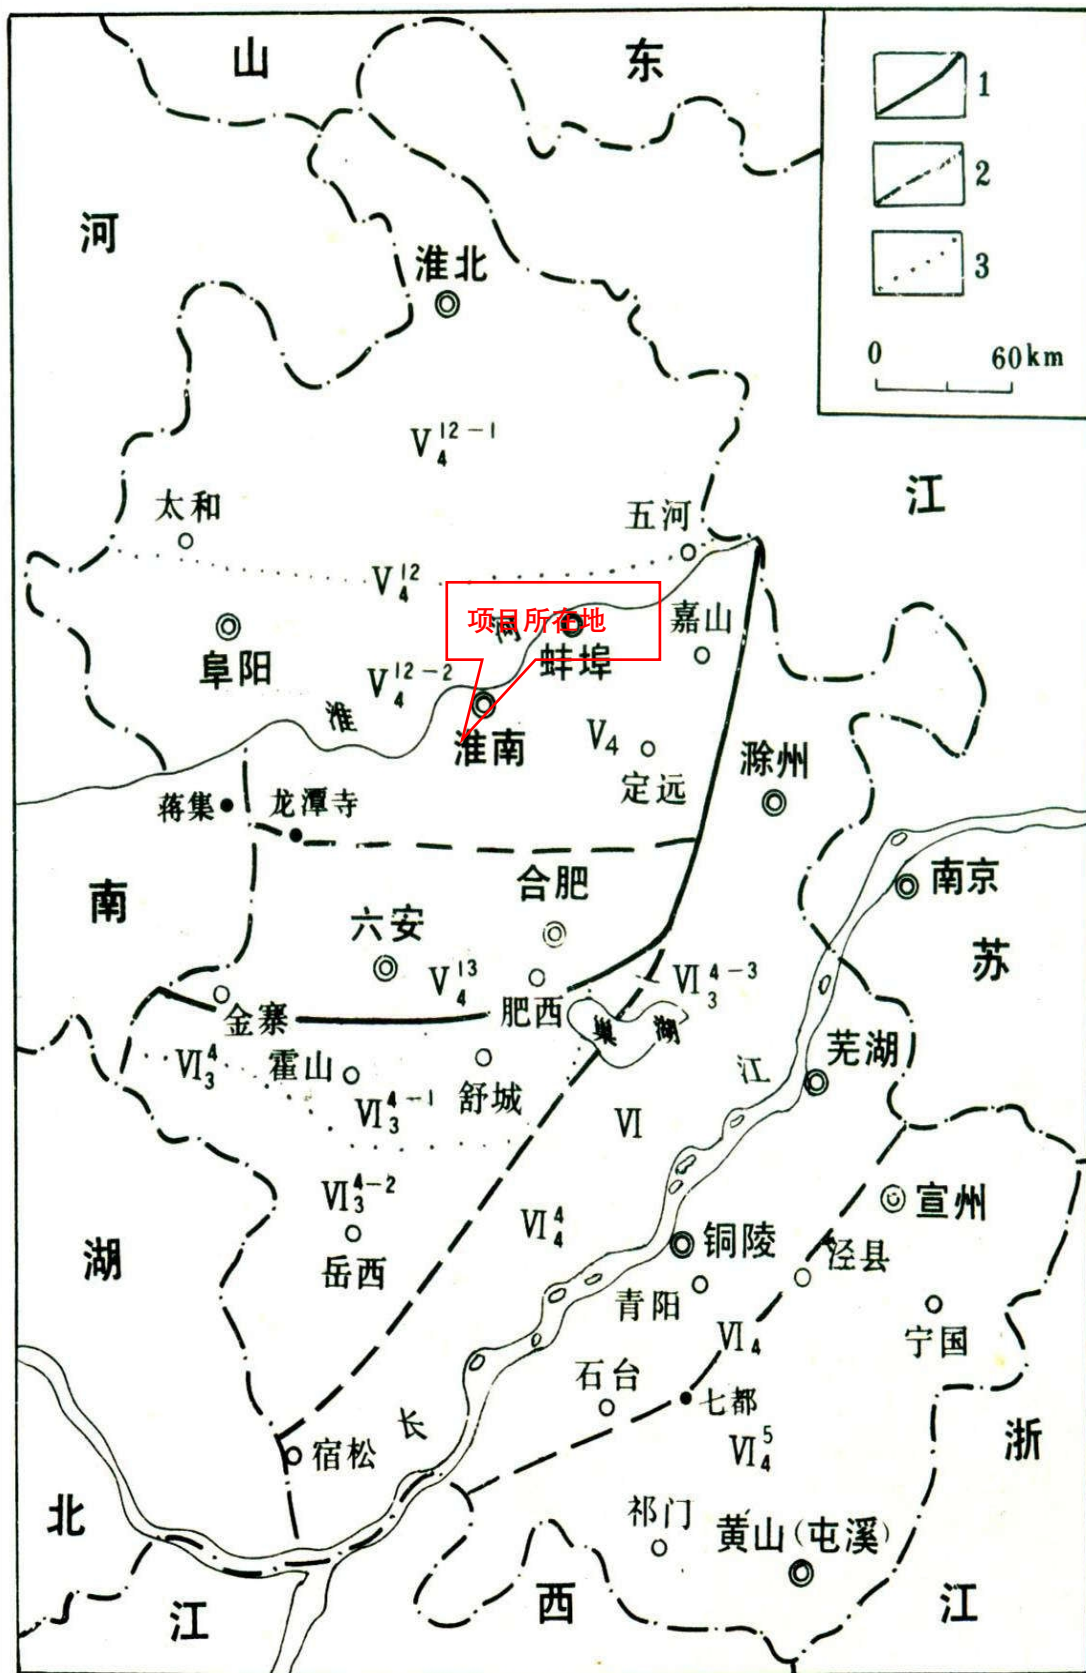 山
东
1
2
3
0 60km
河
淮北
V₄¹²⁻¹
江
太和
五河
V₄¹²
项目所在地
河
嘉山
蚌埠
阜阳
V₄¹²⁻²
淮
淮南
V₄
定远
滁州
蒋集
龙潭寺
南
合肥
南京
六安
苏
V₄¹³
Ⅵ₃⁴⁻³
金寨
肥西
巢湖
芜湖
Ⅵ₃⁴
霍山
舒城
江
Ⅵ₃⁴⁻¹
Ⅵ
Ⅵ₃⁴⁻²
Ⅵ₄⁴
宣州
湖
岳西
铜陵
泾县
青阳
Ⅵ₄
宁国
石台
七都
长
宿松
Ⅵ₄⁵
浙
北
祁门
黄山(屯溪)
江
西
江